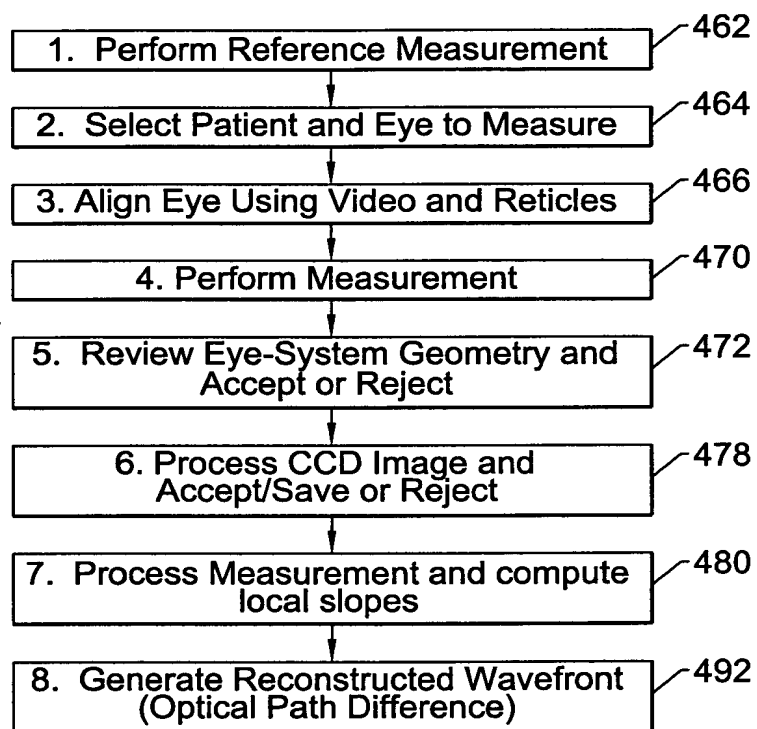 462
1. Perform Reference Measurement
464
2. Select Patient and Eye to Measure
466
3. Align Eye Using Video and Reticles
470
4. Perform Measurement
472
5. Review Eye-System Geometry and
Accept or Reject
478
6. Process CCD Image and
Accept/Save or Reject
480
7. Process Measurement and compute
local slopes
492
8. Generate Reconstructed Wavefront
(Optical Path Difference)